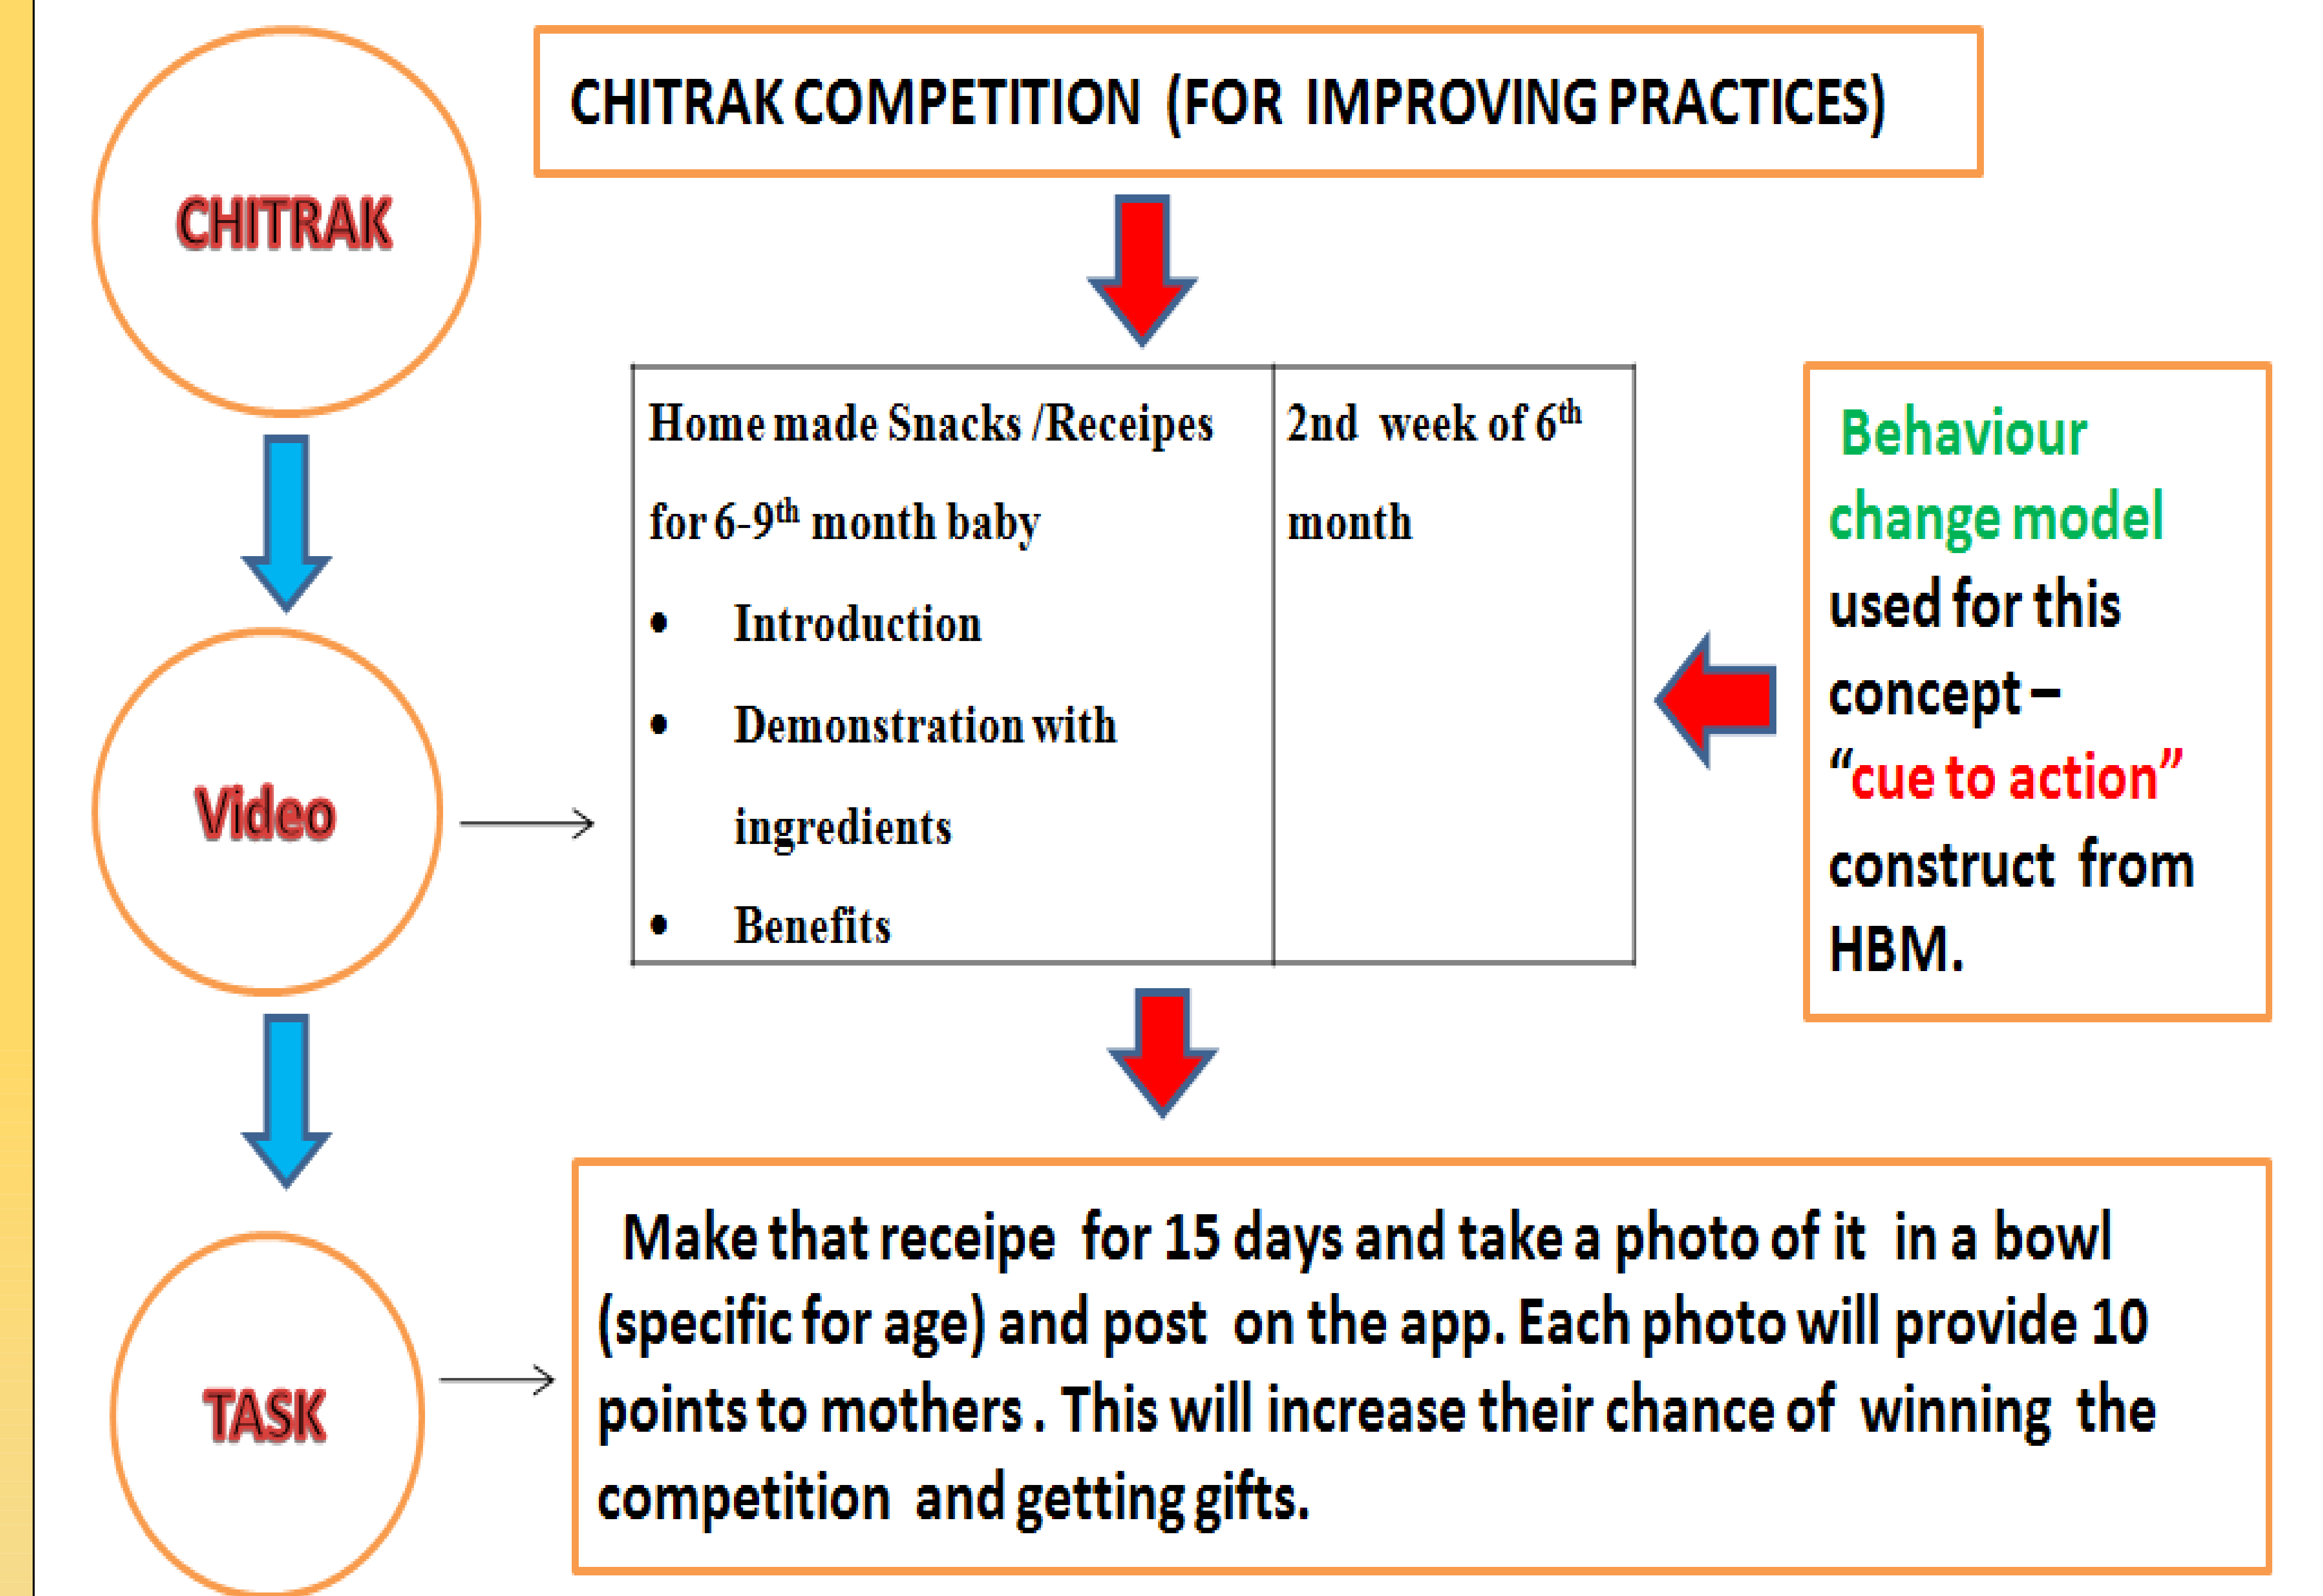 CHITRAK
CHITRAK COMPETITION (FOR IMPROVING PRACTICES)
Home made Snacks /Receipes
for 6-9th month baby
• Introduction
• Demonstration with
ingredients
• Benefits
2nd week of 6th
month
Behaviour
change model
used for this
concept –
“cue to action”
construct from
HBM.
Video
TASK
Make that receipe for 15 days and take a photo of it in a bowl
(specific for age) and post on the app. Each photo will provide 10
points to mothers . This will increase their chance of winning the
competition and getting gifts.